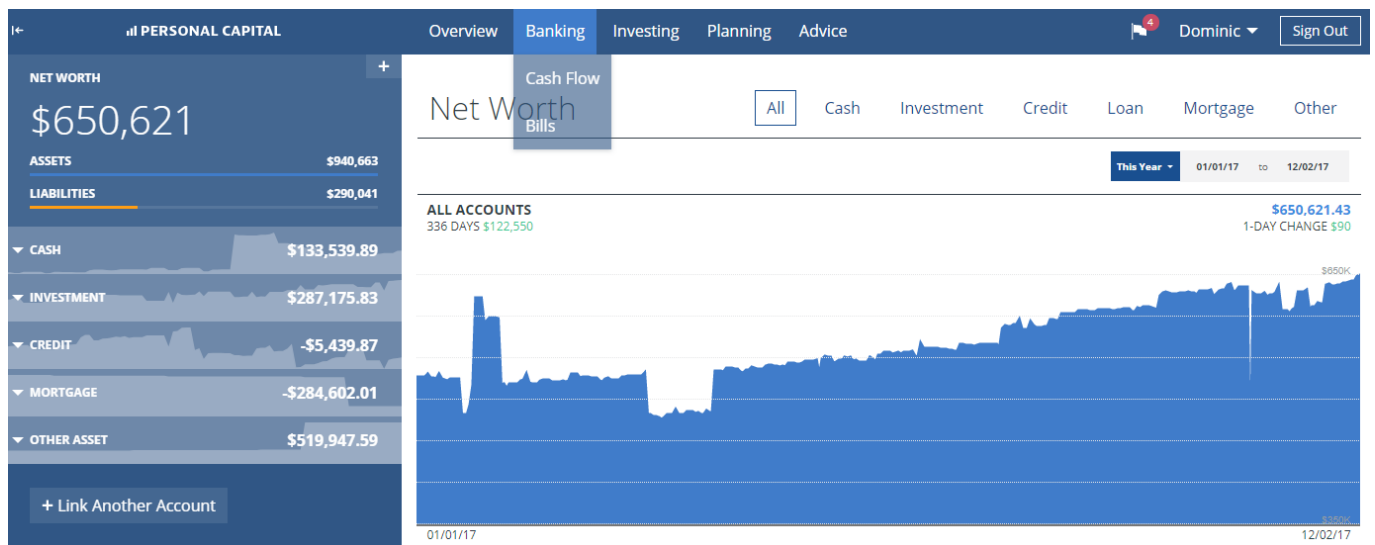 PERSONAL CAPITAL
Overview Banking Investing Planning Advice
4
Dominic
Sign Out
+
NET WORTH
$650,621
ASSETS $940,663
LIABILITIES $290,041
CASH $133,539.89
INVESTMENT $287,175.83
CREDIT -$5,439.87
MORTGAGE -$284,602.01
OTHER ASSET $519,947.59
+ Link Another Account
Cash Flow
Bills
Net Worth
All Cash Investment Credit Loan Mortgage Other
This Year 01/01/17 to 12/02/17
ALL ACCOUNTS $650,621.43
336 DAYS $122,550 1-DAY CHANGE $90
$650K
$350K
01/01/17 12/02/17